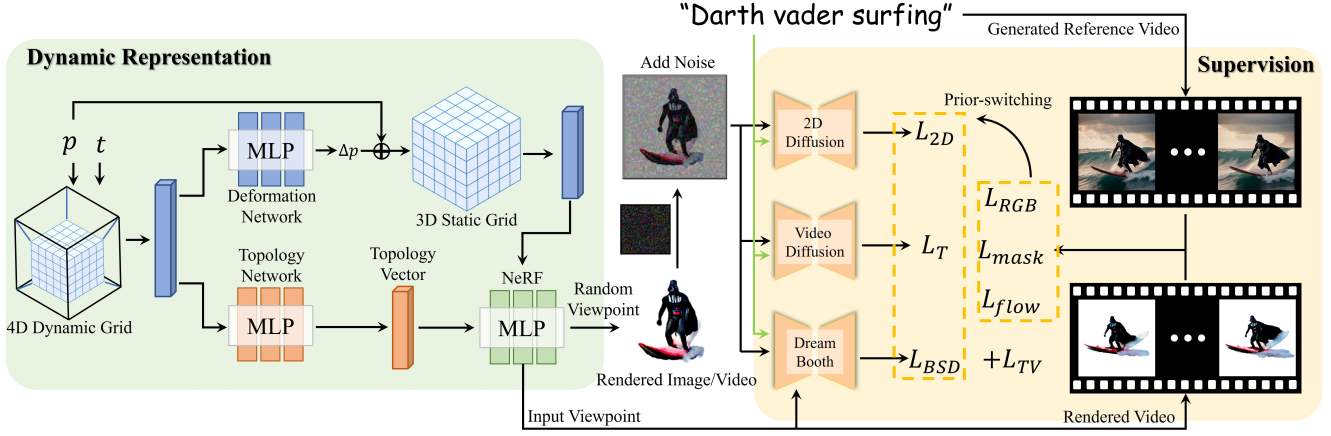 “Darth vader surfing”
Generated Reference Video
Dynamic Representation
Add Noise
Supervision
Prior-switching
p
t
MLP
Δp
Deformation
Network
3D Static Grid
2D
Diffusion
L2D
LRGB
Topology
Network
Topology
Vector
NeRF
Video
Diffusion
LT
Lmask
4D Dynamic Grid
MLP
MLP
Random
Viewpoint
Lflow
Dream
Booth
LBSD
+LTV
Rendered Image/Video
Input Viewpoint
Rendered Video